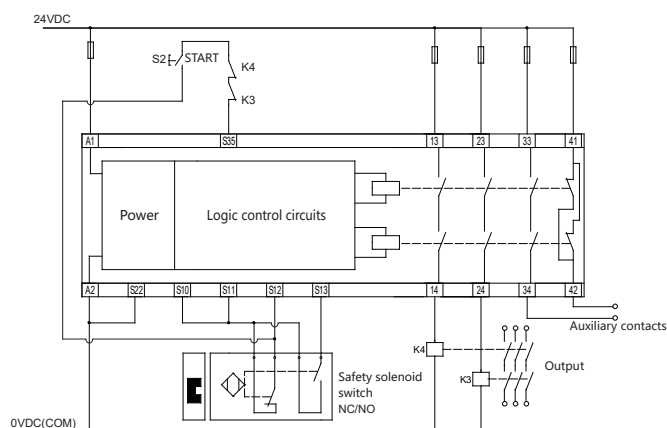 24VDC
S2 START
K4
K3
A1 S35 13 23 33 41
Power
Logic control circuits
A2 S22 S10 S11 S12 S13 14 24 34 42
Auxiliary contacts
K4
K3
Output
Safety solenoid
switch
NC/NO
0VDC(COM)